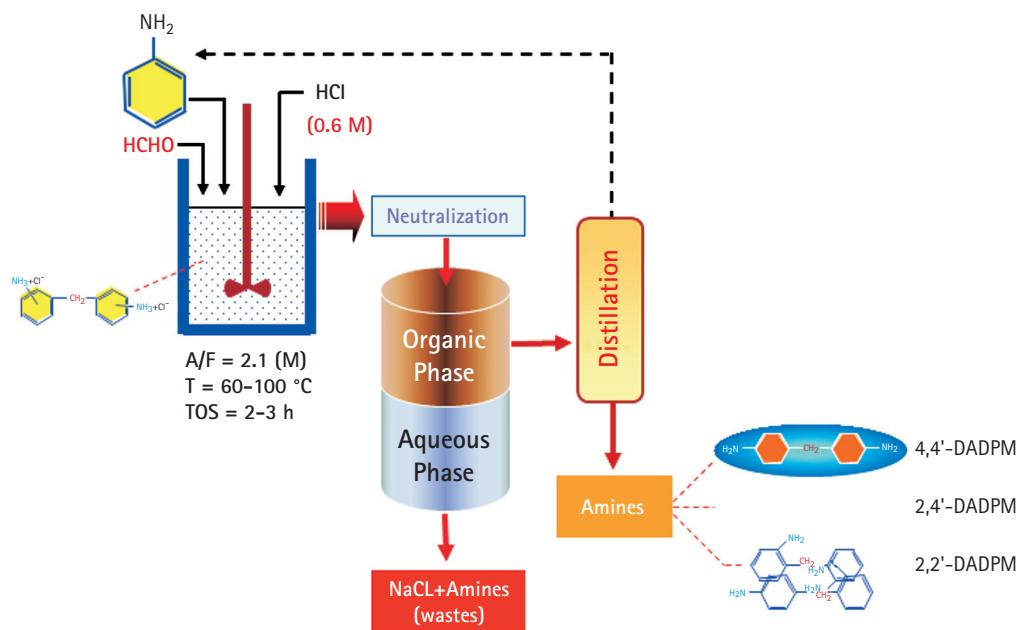 NH₂
HCl
(0.6 M)
HCHO
Neutralization
NH₃+Cl⁻
CH₂
NH₃+Cl⁻
A/F = 2.1 (M)
T = 60-100 °C
TOS = 2-3 h
Organic
Phase
Aqueous
Phase
Distillation
NaCL+Amines
(wastes)
Amines
H₂N
CH₂
NH₂
4,4'-DADPM
2,4'-DADPM
2,2'-DADPM
NH₂
CH₂
H₂N
H₂N
H₂N
CH₂